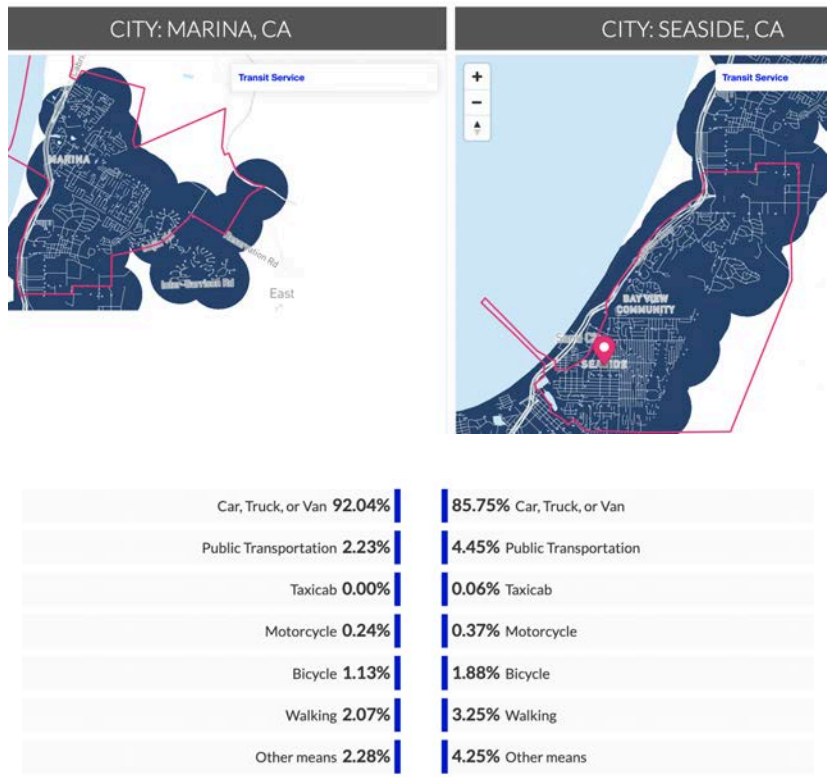 CITY: MARINA, CA
CITY: SEASIDE, CA
Transit Service
Transit Service
MARINA
Inter-Garrison Rd
East
+
−
BAY VIEW
COMMUNITY
SEASIDE
Car, Truck, or Van 92.04%
85.75% Car, Truck, or Van
Public Transportation 2.23%
4.45% Public Transportation
Taxicab 0.00%
0.06% Taxicab
Motorcycle 0.24%
0.37% Motorcycle
Bicycle 1.13%
1.88% Bicycle
Walking 2.07%
3.25% Walking
Other means 2.28%
4.25% Other means